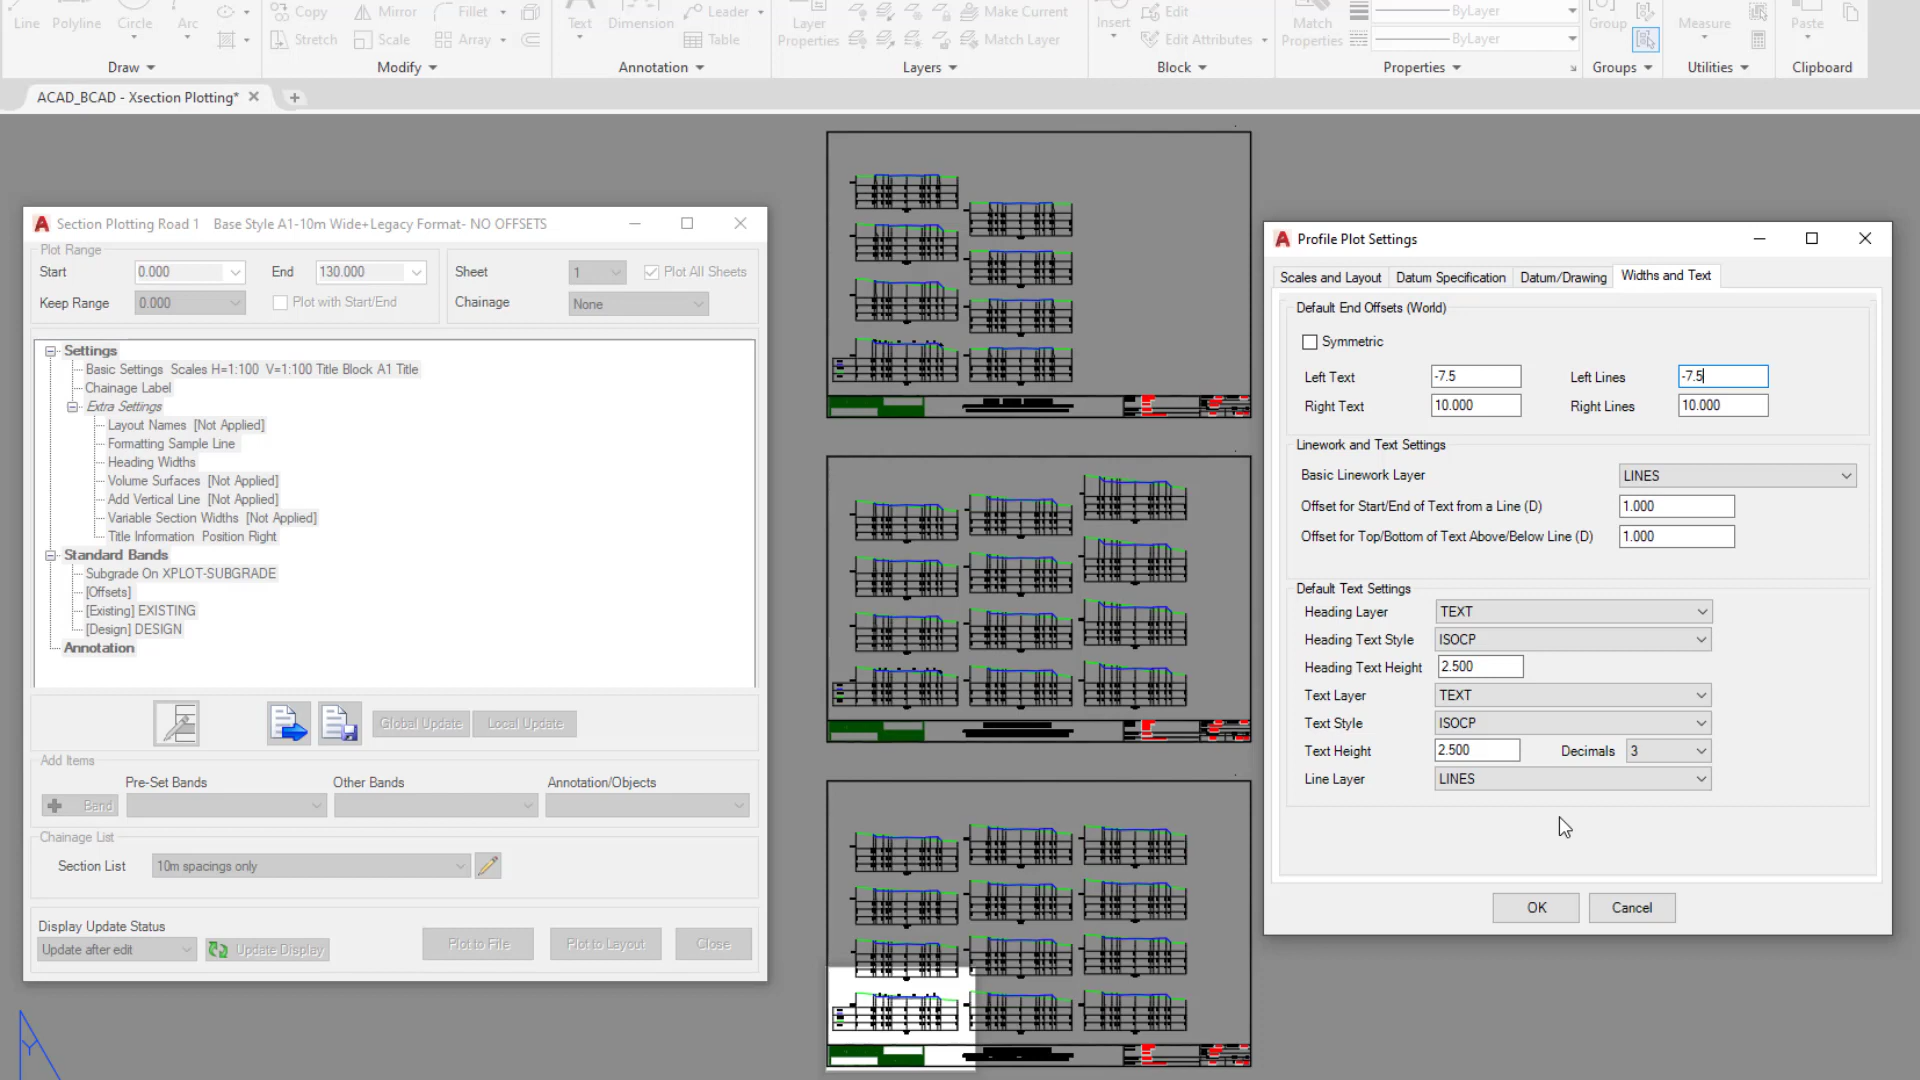 Line Polyline Circle Arc
Copy Mirror Fillet
Stretch Scale Array
Text Dimension Leader
Table
Layer Properties
Make Current
Match Layer
Insert Edit
Edit Attributes
Match Properties
ByLayer
ByLayer
Group
Measure
Paste
Draw Modify Annotation Layers Block Properties Groups Utilities Clipboard
ACAD_BCAD - Xsection Plotting*
Section Plotting Road 1 Base Style A1-10m Wide+Legacy Format- NO OFFSETS
Plot Range
Start 0.000 End 130.000
Keep Range 0.000 Plot with Start/End
Sheet 1 Plot All Sheets
Chainage None
Settings
Basic Settings Scales H=1:100 V=1:100 Title Block A1 Title
Chainage Label
Extra Settings
Layout Names [Not Applied]
Formatting Sample Line
Heading Widths
Volume Surfaces [Not Applied]
Add Vertical Line [Not Applied]
Variable Section Widths [Not Applied]
Title Information Position Right
Standard Bands
Subgrade On XPLOT-SUBGRADE
[Offsets]
[Existing] EXISTING
[Design] DESIGN
Annotation
Global Update Local Update
Add Items
Pre-Set Bands Other Bands Annotation/Objects
Band
Chainage List
Section List 10m spacings only
Display Update Status
Update after edit Update Display Plot to File Plot to Layout Close
Profile Plot Settings
Scales and Layout Datum Specification Datum/Drawing Widths and Text
Default End Offsets (World)
Symmetric
Left Text -7.5 Left Lines -7.5
Right Text 10.000 Right Lines 10.000
Linework and Text Settings
Basic Linework Layer LINES
Offset for Start/End of Text from a Line (D) 1.000
Offset for Top/Bottom of Text Above/Below Line (D) 1.000
Default Text Settings
Heading Layer TEXT
Heading Text Style ISOCP
Heading Text Height 2.500
Text Layer TEXT
Text Style ISOCP
Text Height 2.500 Decimals 3
Line Layer LINES
OK Cancel
Y